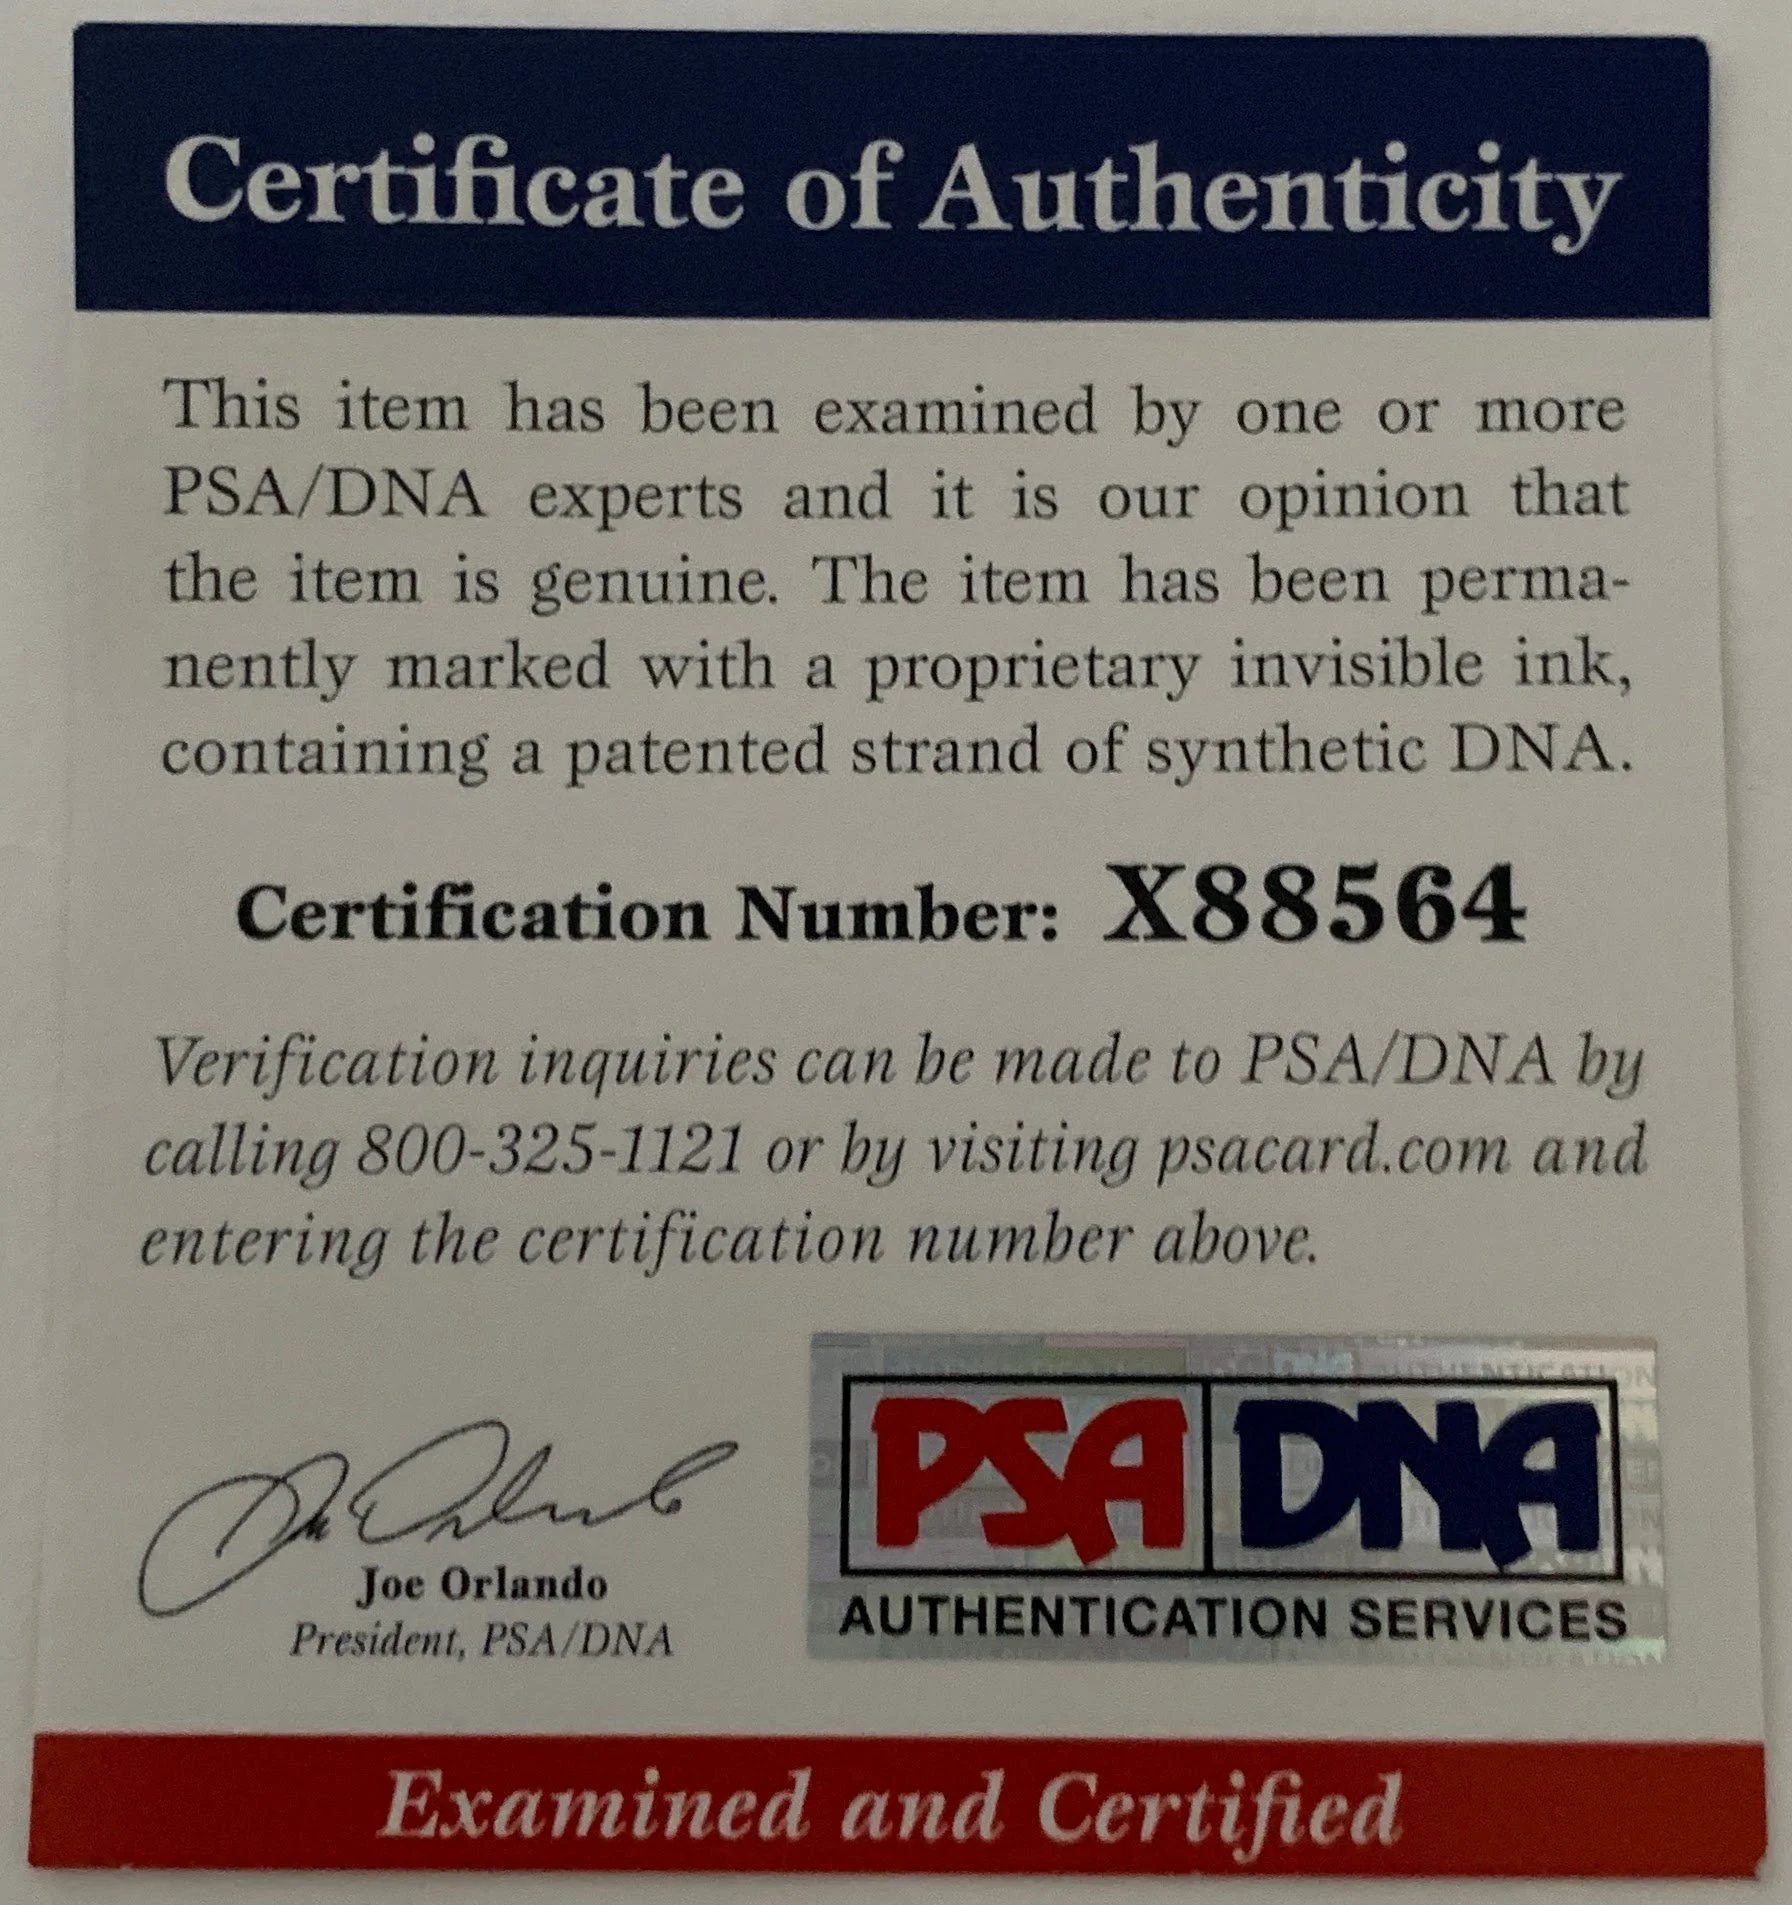 Certificate of Authenticity
This item has been examined by one or more
PSA/DNA experts and it is our opinion that
the item is genuine. The item has been perma-
nently marked with a proprietary invisible ink,
containing a patented strand of synthetic DNA.
Certification Number: X88564
Verification inquiries can be made to PSA/DNA by
calling 800-325-1121 or by visiting psacard.com and
entering the certification number above.
Joe Orlando
President, PSA/DNA
PSA DNA
AUTHENTICATION SERVICES
Examined and Certified